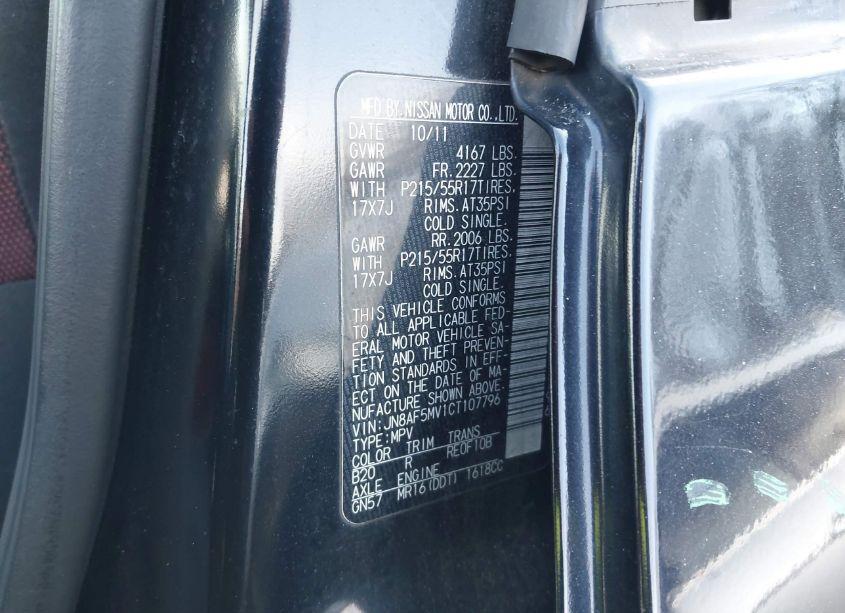 MFD BY NISSAN MOTOR CO.,LTD.
DATE 10/11
GVWR 4167 LBS.
GAWR FR. 2227 LBS.
WITH P215/55R17TIRES.
17X7J RIMS. AT35PSI
COLD SINGLE.
GAWR RR. 2006 LBS.
WITH P215/55R17TIRES.
17X7J RIMS. AT35PSI
COLD SINGLE.
THIS VEHICLE CONFORMS
TO ALL APPLICABLE FED-
ERAL MOTOR VEHICLE SA-
FETY AND THEFT PREVEN-
TION STANDARDS IN EFF-
ECT ON THE DATE OF MA-
NUFACTURE SHOWN ABOVE.
VIN:JN8AF5MV1CT107796
TYPE:MPV
COLOR TRIM TRANS
B20 R RE0F10B
AXLE ENGINE
GN57 MR16(DDT) 1618CC